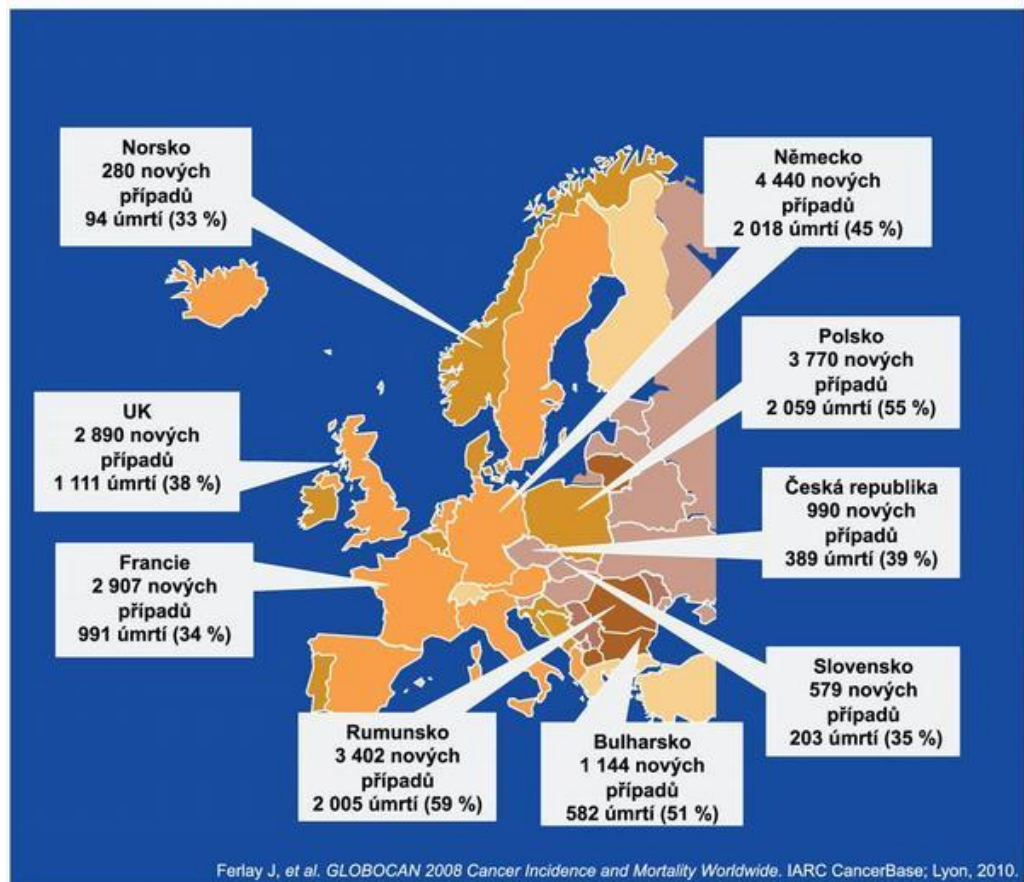 Norsko
280 nových
případů
94 úmrtí (33 %)
Německo
4 440 nových
případů
2 018 úmrtí (45 %)
Polsko
3 770 nových
případů
2 059 úmrtí (55 %)
UK
2 890 nových
případů
1 111 úmrtí (38 %)
Česká republika
990 nových
případů
389 úmrtí (39 %)
Francie
2 907 nových
případů
991 úmrtí (34 %)
Slovensko
579 nových
případů
203 úmrtí (35 %)
Rumunsko
3 402 nových
případů
2 005 úmrtí (59 %)
Bulharsko
1 144 nových
případů
582 úmrtí (51 %)
Ferlay J, et al. GLOBOCAN 2008 Cancer Incidence and Mortality Worldwide. IARC CancerBase; Lyon, 2010.